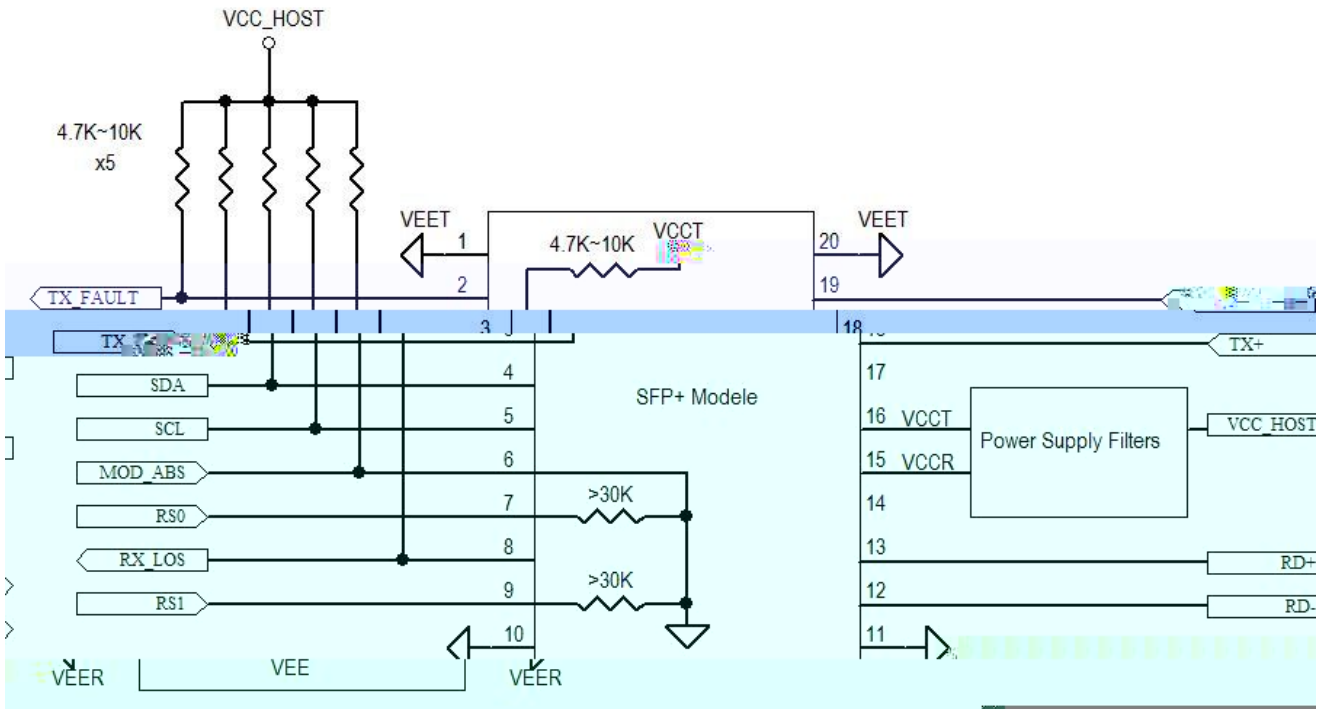 VCC_HOST
4.7K~10K
x5
VEET
1
4.7K~10K
VCCT
20
VEET
TX_FAULT
2
19
3
18
TX
TX+
SDA
4
17
SFP+ Modele
SCL
5
16
VCCT
Power Supply Filters
VCC_HOST
MOD_ABS
6
15
VCCR
RS0
7
>30K
14
RX_LOS
8
13
RD+
RS1
9
>30K
12
RD-
10
11
VEER
VEE
VEER